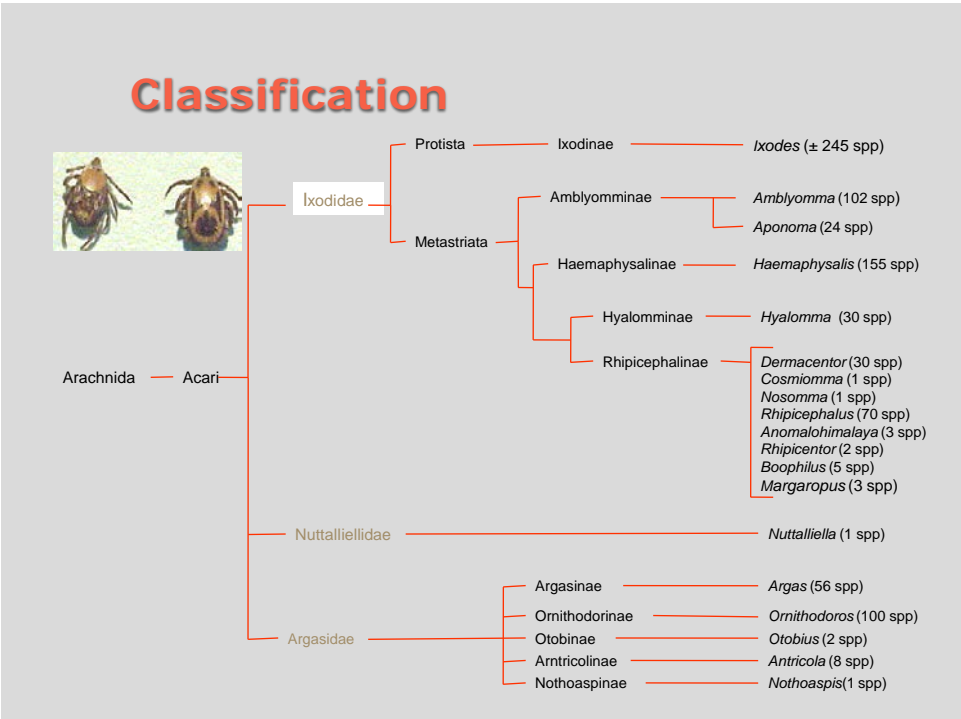 Classification
Protista Ixodinae Ixodes (± 245 spp)
Ixodidae Amblyomminae Amblyomma (102 spp)
Aponoma (24 spp)
Metastriata
Haemaphysalinae Haemaphysalis (155 spp)
Hyalomminae Hyalomma (30 spp)
Rhipicephalinae Dermacentor (30 spp)
Arachnida Acari Cosmiomma (1 spp)
Nosomma (1 spp)
Rhipicephalus (70 spp)
Anomalohimalaya (3 spp)
Rhipicentor (2 spp)
Boophilus (5 spp)
Margaropus (3 spp)
Nuttalliellidae Nuttalliella (1 spp)
Argasinae Argas (56 spp)
Ornithodorinae Ornithodoros (100 spp)
Argasidae Otobinae Otobius (2 spp)
Arntricolinae Antricola (8 spp)
Nothoaspinae Nothoaspis(1 spp)